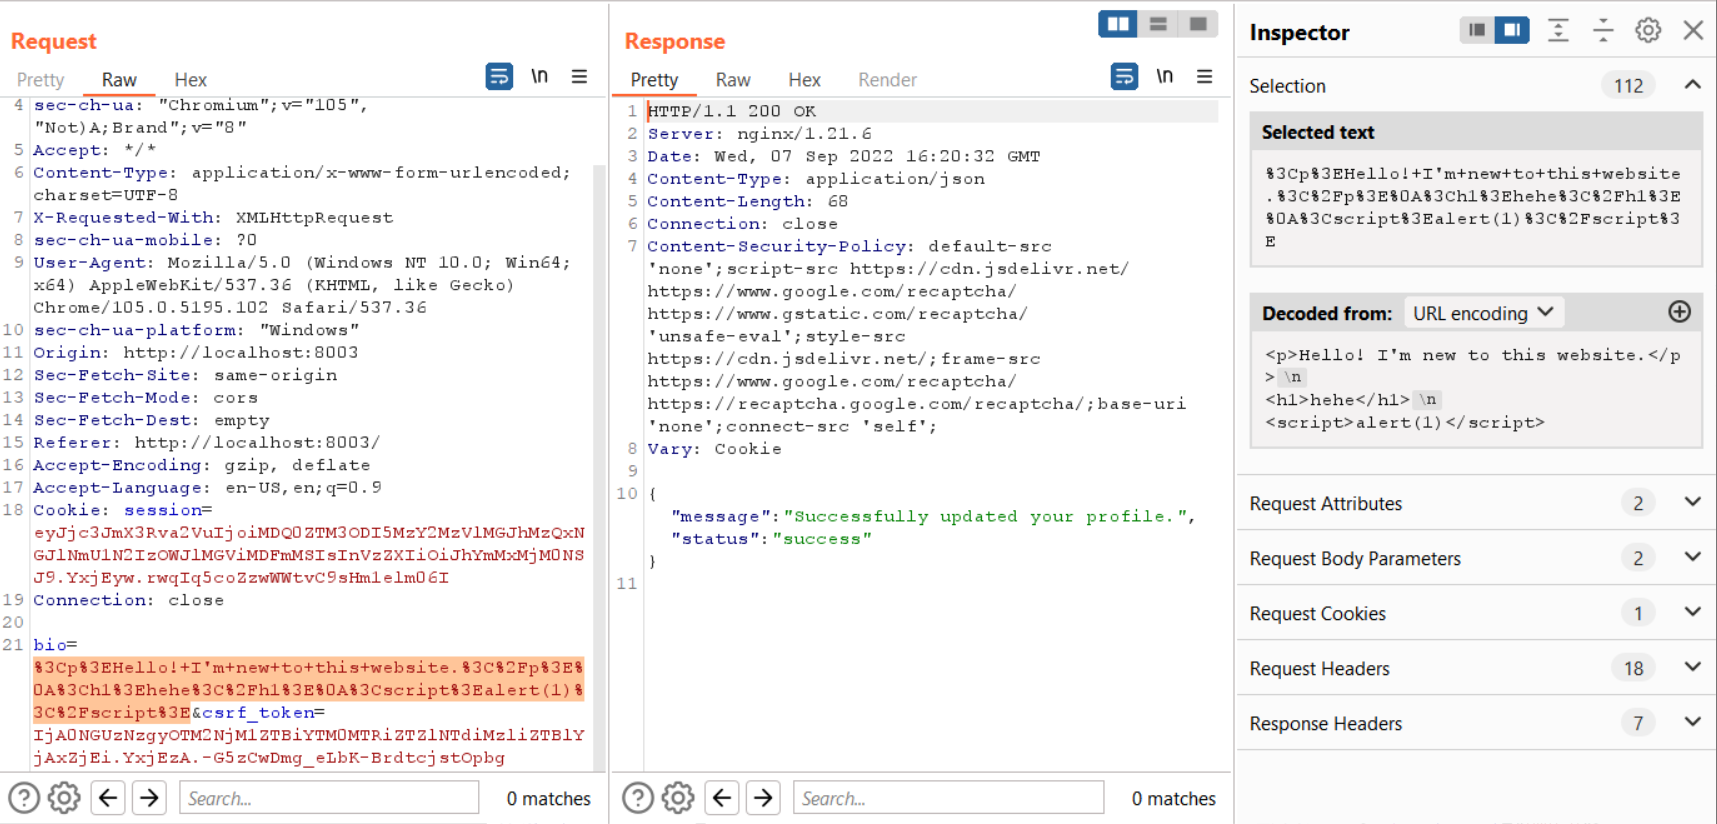 Request
Pretty Raw Hex \n
4 sec-ch-ua: "Chromium";v="105",
"Not)A;Brand";v="8"
5 Accept: */*
6 Content-Type: application/x-www-form-urlencoded;
charset=UTF-8
7 X-Requested-With: XMLHttpRequest
8 sec-ch-ua-mobile: ?0
9 User-Agent: Mozilla/5.0 (Windows NT 10.0; Win64;
x64) AppleWebKit/537.36 (KHTML, like Gecko)
Chrome/105.0.5195.102 Safari/537.36
10 sec-ch-ua-platform: "Windows"
11 Origin: http://localhost:8003
12 Sec-Fetch-Site: same-origin
13 Sec-Fetch-Mode: cors
14 Sec-Fetch-Dest: empty
15 Referer: http://localhost:8003/
16 Accept-Encoding: gzip, deflate
17 Accept-Language: en-US,en;q=0.9
18 Cookie: session=
eyJjc3JmX3Rva2VuIjoiMDQ0ZTM3ODI5MzY2MzVlMGJhMzQxN
GJlNmU1N2IzOWJlMGViMDFmMSIsInVzZXIiOiJhYmMxMjM0NS
J9.YxjEyw.rwqIq5coZzwWWtvC9sHm1elm06I
19 Connection: close
20
21 bio=
%3Cp%3EHello!+I'm+new+to+this+website.%3C%2Fp%3E%
0A%3Ch1%3Ehehe%3C%2Fh1%3E%0A%3Cscript%3Ealert(1)%
3C%2Fscript%3E&csrf_token=
IjA0NGUzNzgyOTM2NjM1ZTBiYTM0MTRiZTZlNTdiMzliZTBlY
jAxZjEi.YxjEzA.-G5zCwDmg_eLbK-BrdtcjstOpbg
Search...
0 matches
Response
Pretty Raw Hex Render \n
1 HTTP/1.1 200 OK
2 Server: nginx/1.21.6
3 Date: Wed, 07 Sep 2022 16:20:32 GMT
4 Content-Type: application/json
5 Content-Length: 68
6 Connection: close
7 Content-Security-Policy: default-src
'none';script-src https://cdn.jsdelivr.net/
https://www.google.com/recaptcha/
https://www.gstatic.com/recaptcha/
'unsafe-eval';style-src
https://cdn.jsdelivr.net/;frame-src
https://www.google.com/recaptcha/
https://recaptcha.google.com/recaptcha/;base-uri
'none';connect-src 'self';
8 Vary: Cookie
9
10 {
"message":"Successfully updated your profile.",
"status":"success"
}
11
Search...
0 matches
Inspector
Selection 112
Selected text
%3Cp%3EHello!+I'm+new+to+this+website
.%3C%2Fp%3E%0A%3Ch1%3Ehehe%3C%2Fh1%3E
%0A%3Cscript%3Ealert(1)%3C%2Fscript%3
E
Decoded from: URL encoding
<p>Hello! I'm new to this website.</p
> \n
<h1>hehe</h1> \n
<script>alert(1)</script>
Request Attributes 2
Request Body Parameters 2
Request Cookies 1
Request Headers 18
Response Headers 7